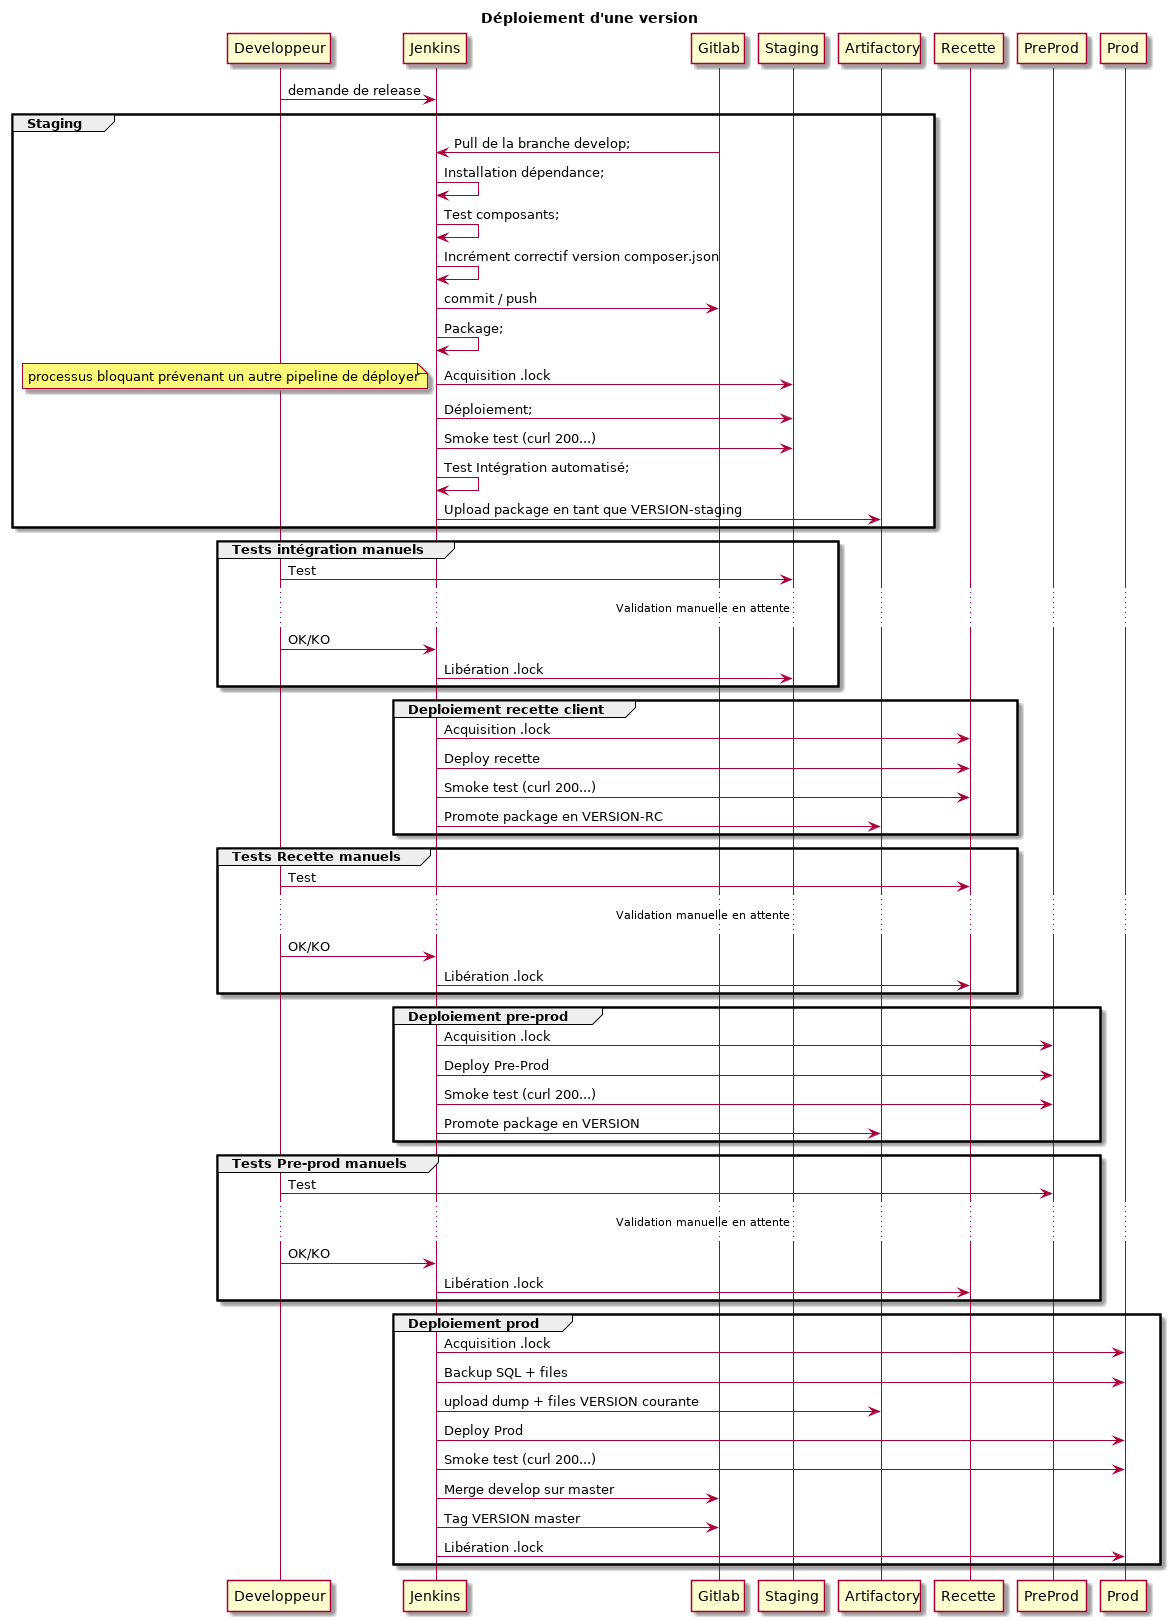 Déploiement d'une version
Developpeur
Jenkins
Gitlab
Staging
Artifactory
Recette
PreProd
Prod
demande de release
Staging
Pull de la branche develop;
Installation dépendance;
Test composants;
Incrément correctif version composer.json
commit / push
Package;
processus bloquant prévenant un autre pipeline de déployer
Acquisition .lock
Déploiement;
Smoke test (curl 200...)
Test Intégration automatisé;
Upload package en tant que VERSION-staging
Tests intégration manuels
Test
Validation manuelle en attente
OK/KO
Libération .lock
Deploiement recette client
Acquisition .lock
Deploy recette
Smoke test (curl 200...)
Promote package en VERSION-RC
Tests Recette manuels
Test
Validation manuelle en attente
OK/KO
Libération .lock
Deploiement pre-prod
Acquisition .lock
Deploy Pre-Prod
Smoke test (curl 200...)
Promote package en VERSION
Tests Pre-prod manuels
Test
Validation manuelle en attente
OK/KO
Libération .lock
Deploiement prod
Acquisition .lock
Backup SQL + files
upload dump + files VERSION courante
Deploy Prod
Smoke test (curl 200...)
Merge develop sur master
Tag VERSION master
Libération .lock
Developpeur
Jenkins
Gitlab
Staging
Artifactory
Recette
PreProd
Prod